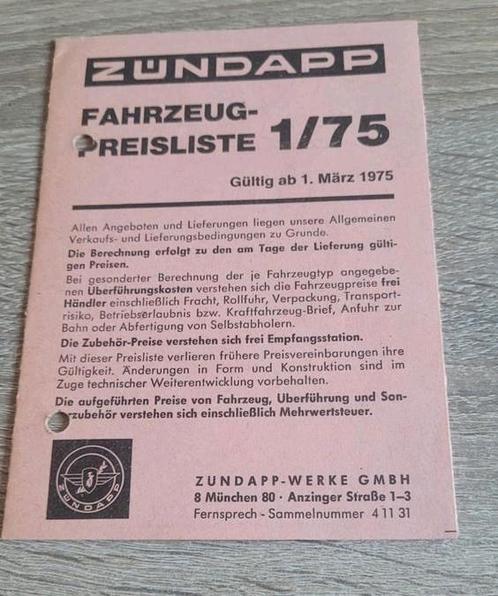 ZÜNDAPP
FAHRZEUG-
PREISLISTE 1/75
Gültig ab 1. März 1975
Allen Angeboten und Lieferungen liegen unsere Allgemeinen
Verkaufs- und Lieferungsbedingungen zu Grunde.
Die Berechnung erfolgt zu den am Tage der Lieferung gülti-
gen Preisen.
Bei gesonderter Berechnung der je Fahrzeugtyp angegebe-
nen Überführungskosten verstehen sich die Fahrzeugpreise frei
Händler einschließlich Fracht, Rollfuhr, Verpackung, Transport-
risiko, Betriebserlaubnis bzw. Kraftfahrzeug-Brief, Anfuhr zur
Bahn oder Abfertigung von Selbstabholern.
Die Zubehör-Preise verstehen sich frei Empfangsstation.
Mit dieser Preisliste verlieren frühere Preisvereinbarungen ihre
Gültigkeit. Änderungen in Form und Konstruktion sind im
Zuge technischer Weiterentwicklung vorbehalten.
Die aufgeführten Preise von Fahrzeug, Überführung und Son-
erzubehör verstehen sich einschließlich Mehrwertsteuer.
ZÜNDAPP
ZUNDAPP-WERKE GMBH
8 München 80 · Anzinger Straße 1–3
Fernsprech - Sammelnummer 4 11 31